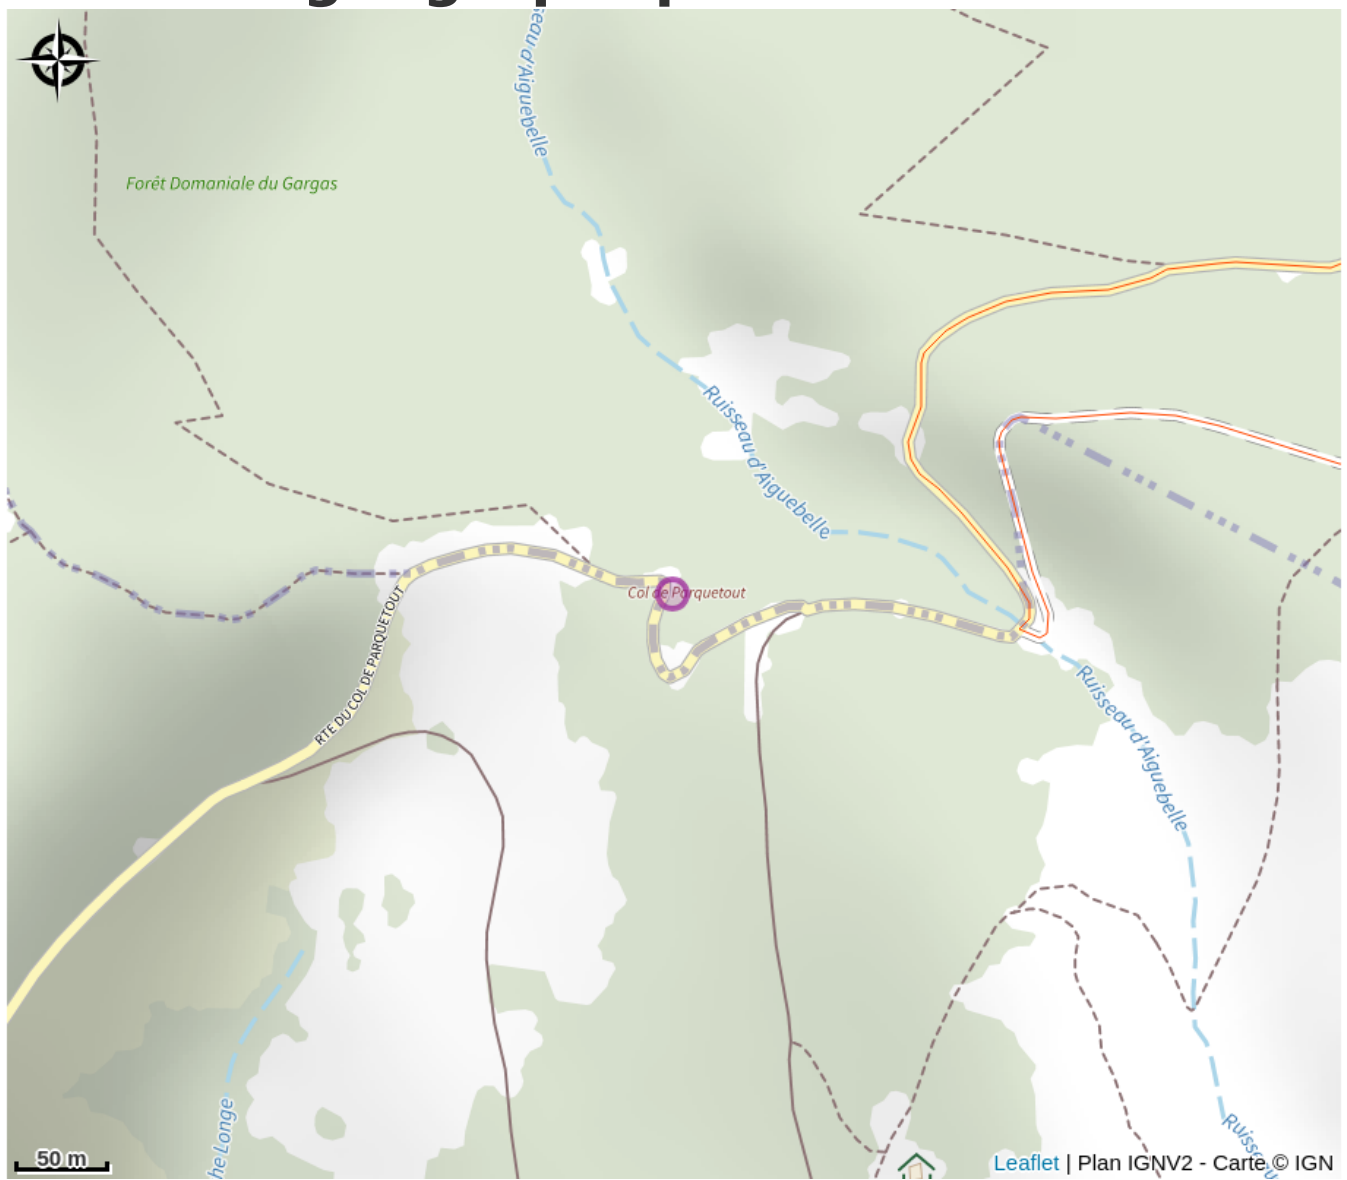 eau d'Aiguebelle
Forêt Domaniale du Gargas
Ruisseau d'Aiguebelle
Col de Parquetout
RTE DU COL DE PARQUETOUT
Ruisseau d'Aiguebelle
he Longe
Ruisseau
50 m
Leaflet | Plan IGNV2 - Carte © IGN